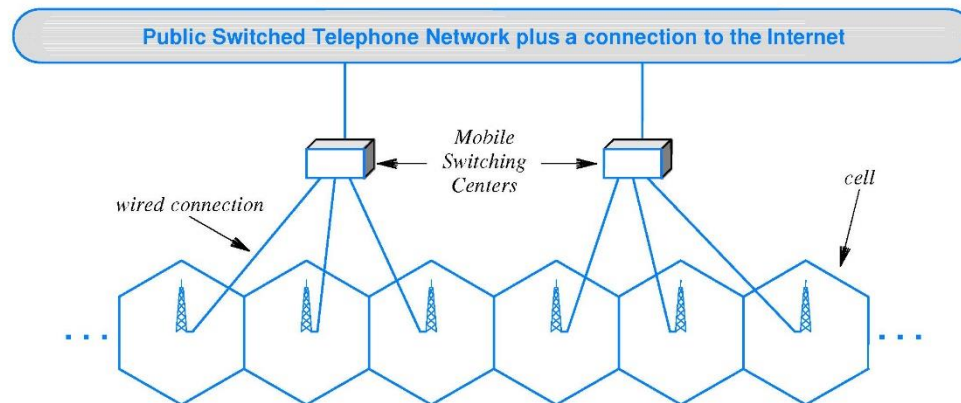 Public Switched Telephone Network plus a connection to the Internet
Mobile
Switching
Centers
cell
wired connection